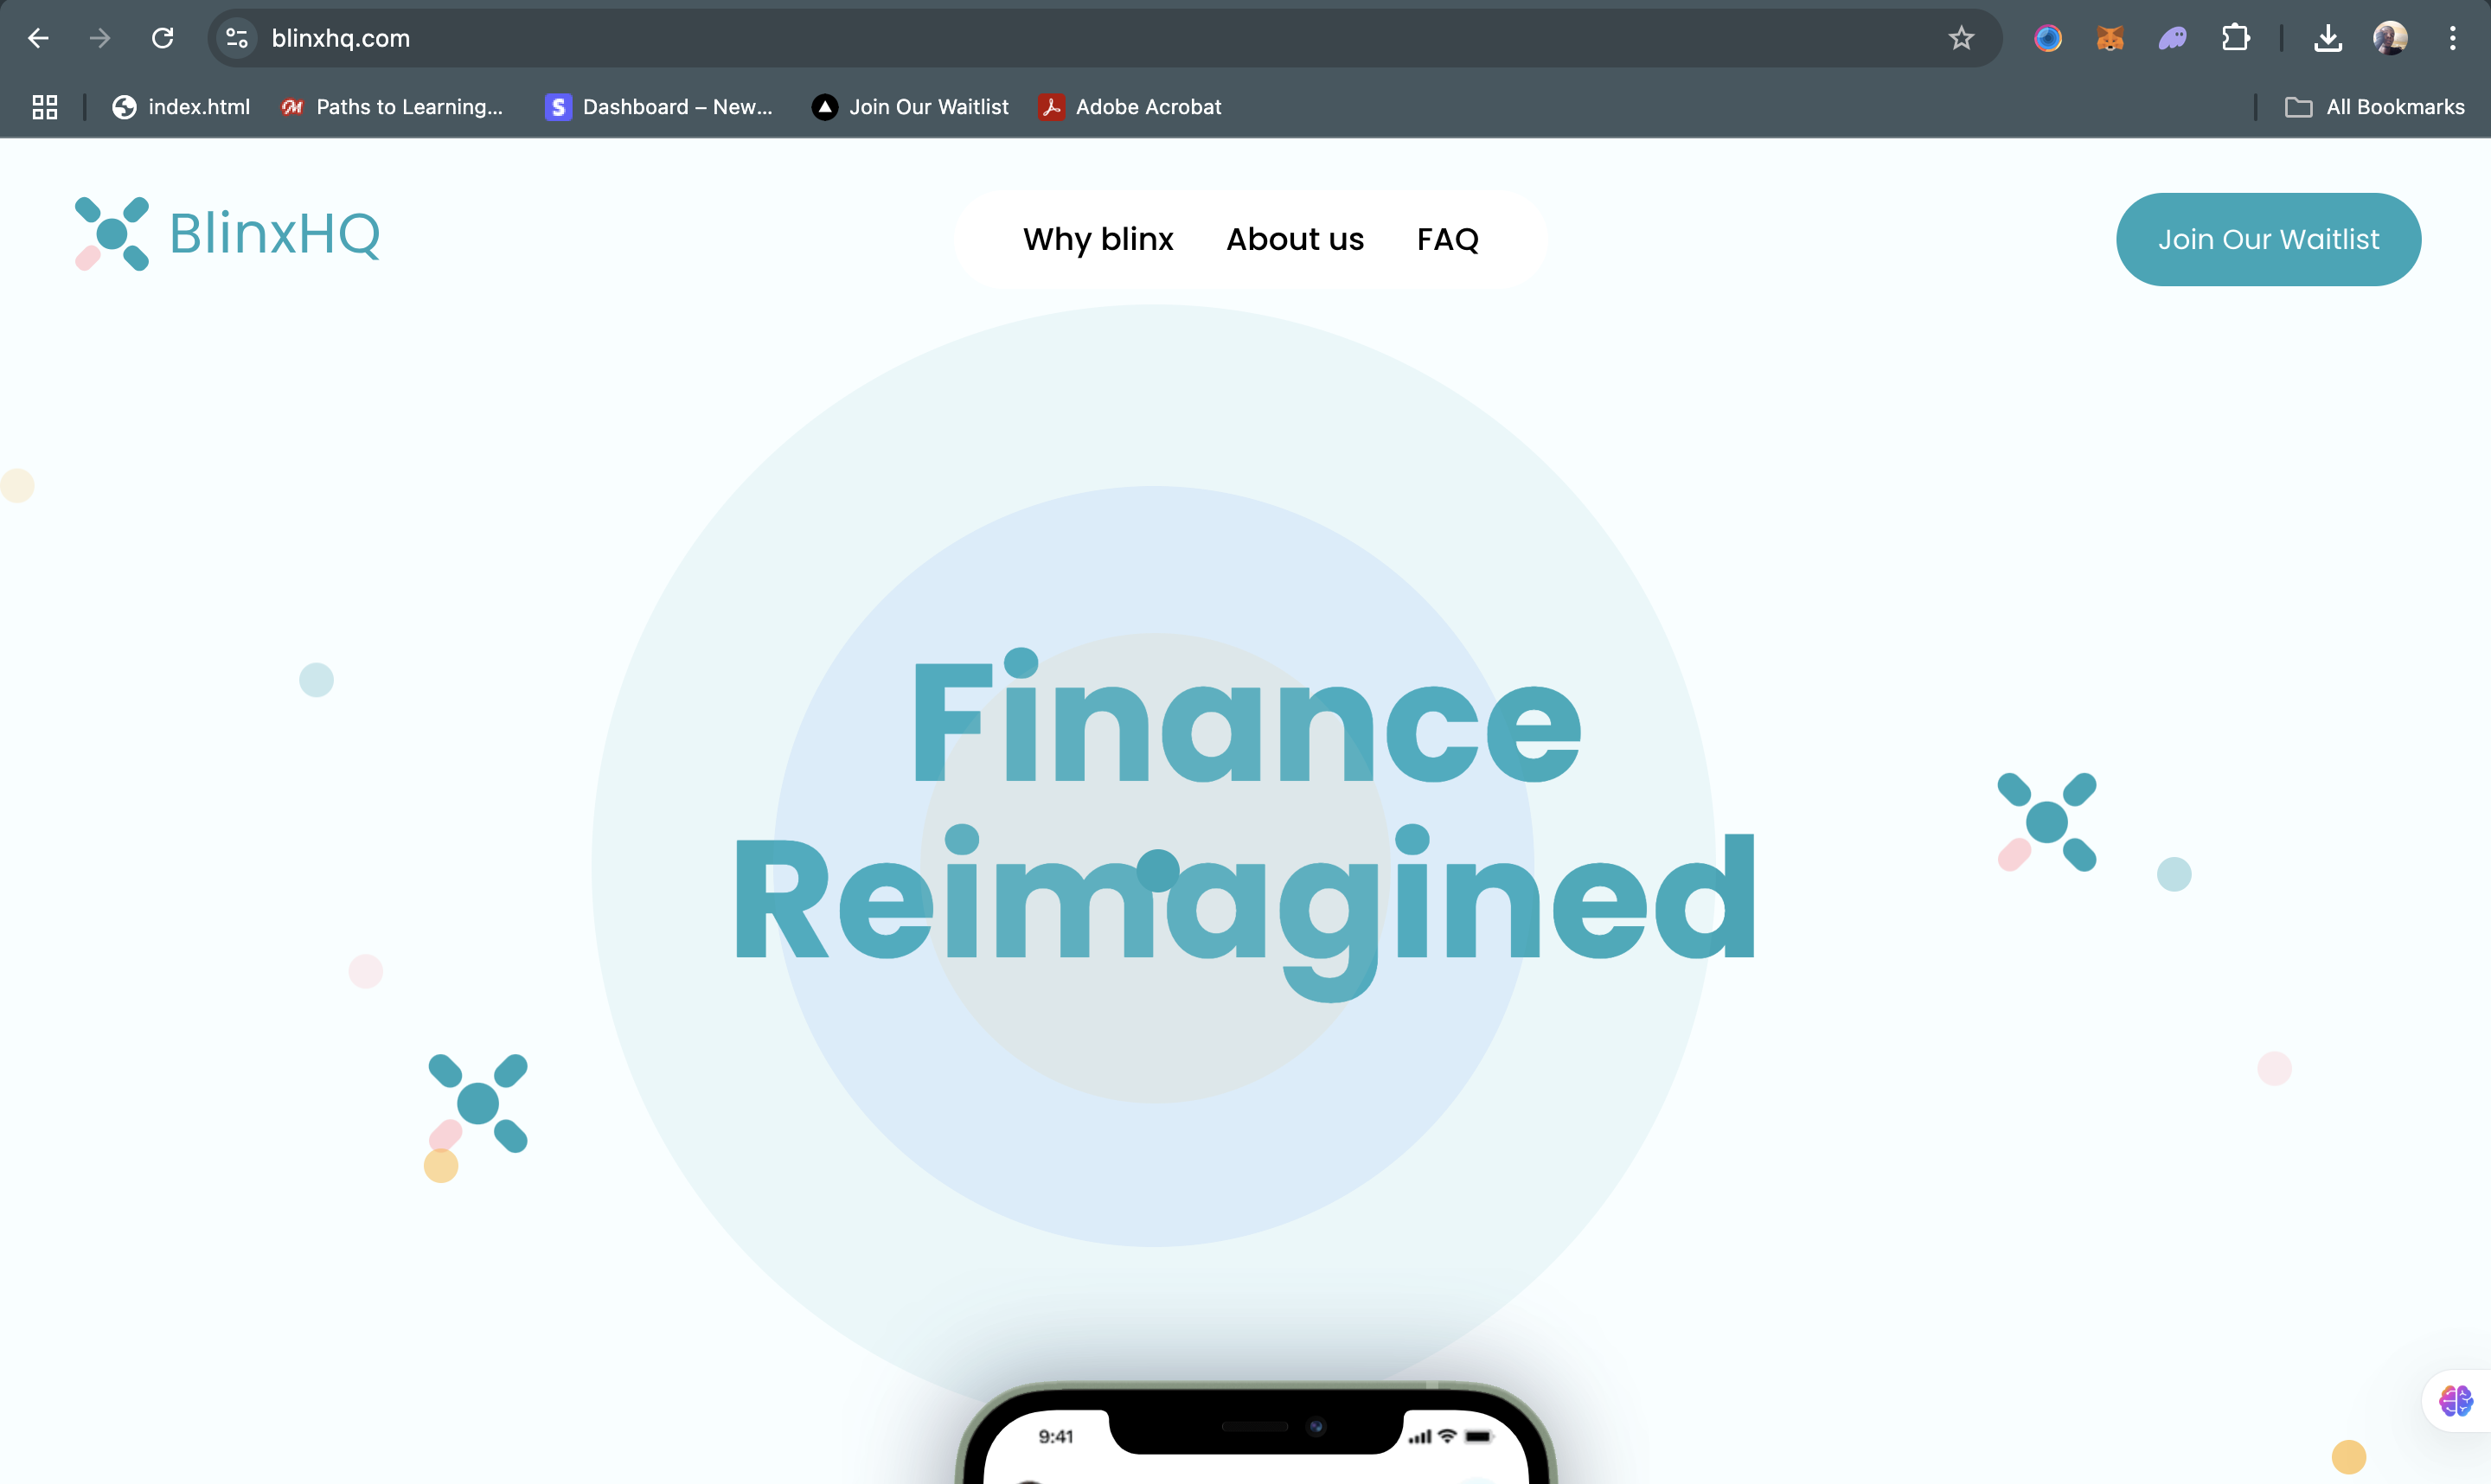 blinxhq.com
index.html
Paths to Learning...
Dashboard – New...
Join Our Waitlist
Adobe Acrobat
All Bookmarks
BlinxHQ
Why blinx
About us
FAQ
Join Our Waitlist
Finance
Reimagined
9:41